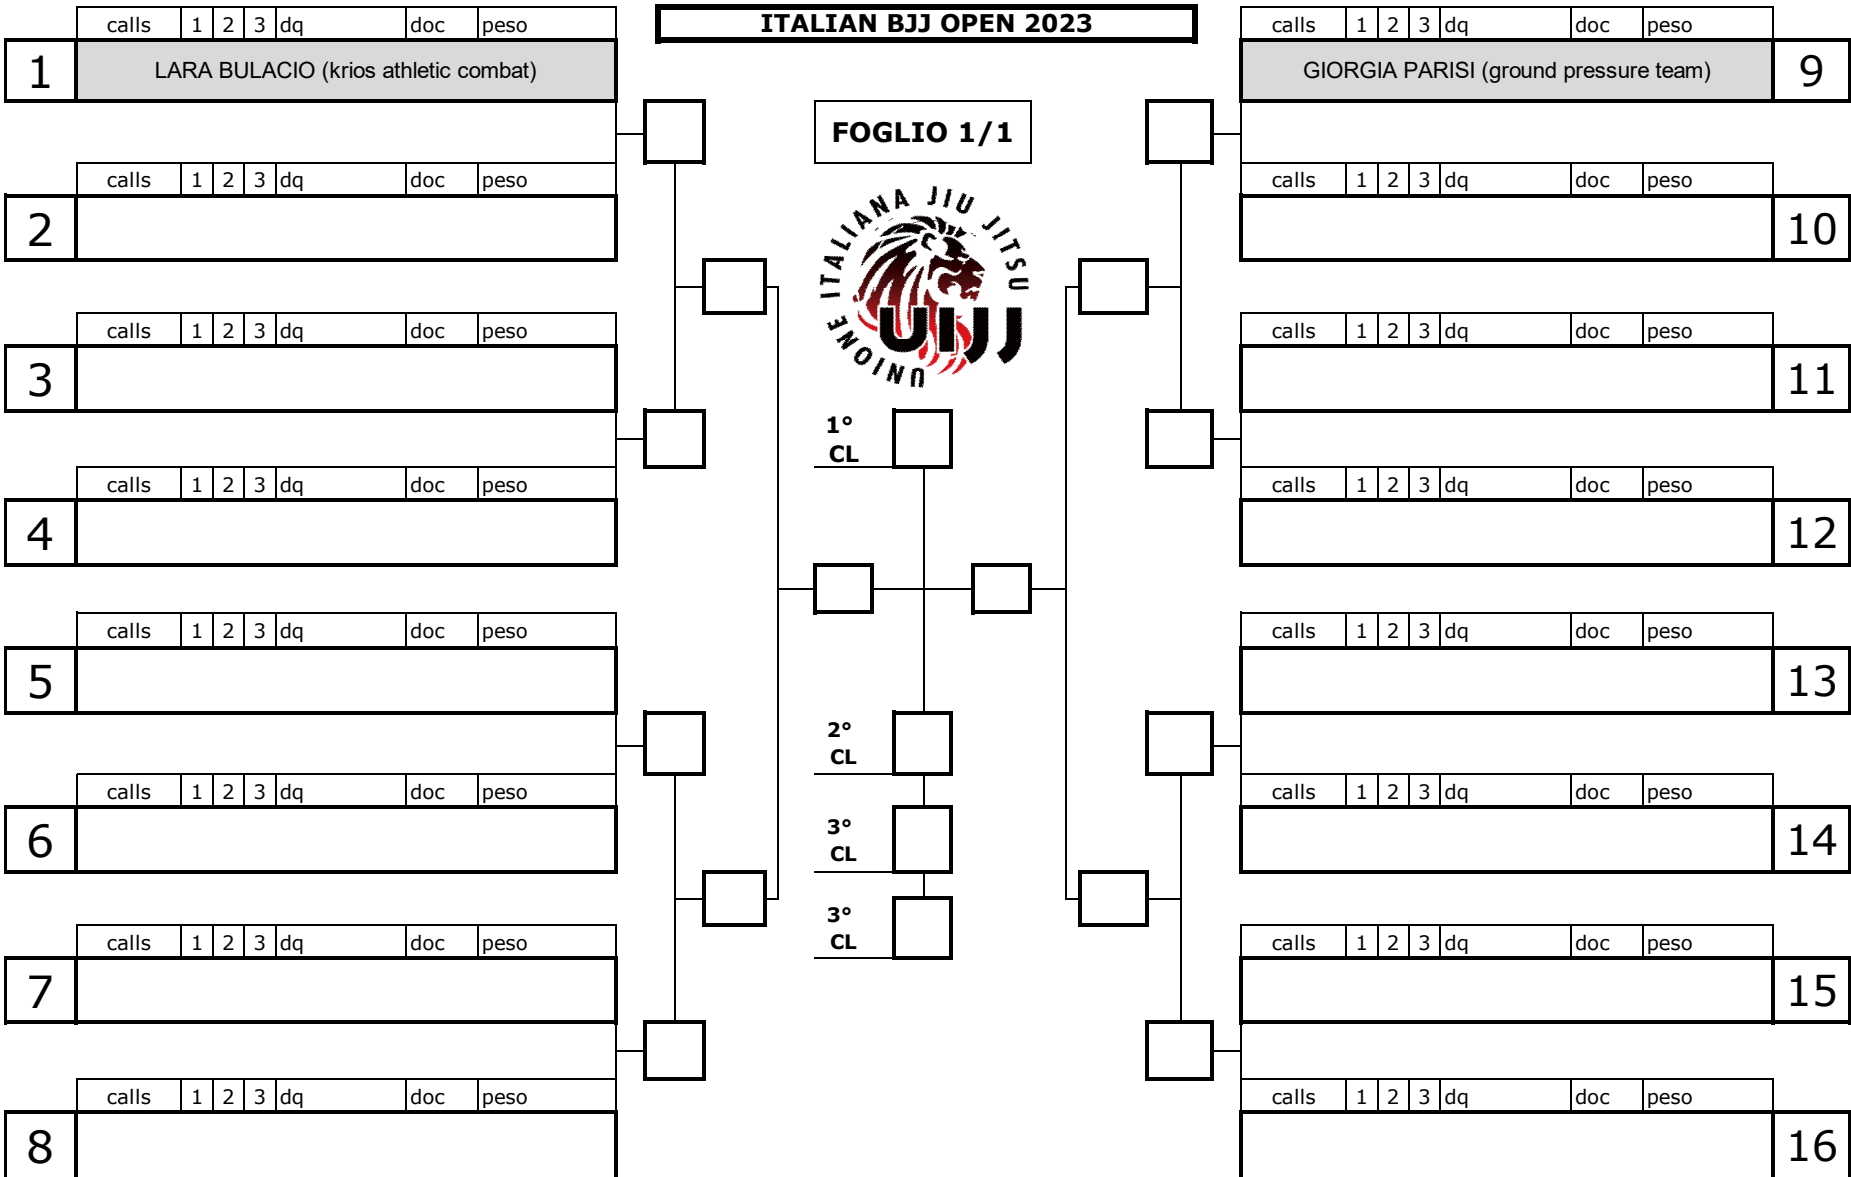 calls 1 2 3 dq doc peso
ITALIAN BJJ OPEN 2023
calls 1 2 3 dq doc peso
1 LARA BULACIO (krios athletic combat)
GIORGIA PARISI (ground pressure team) 9
FOGLIO 1/1
calls 1 2 3 dq doc peso
calls 1 2 3 dq doc peso
2
10
UNIONE ITALIANA JIU JITSU
UIJJ
calls 1 2 3 dq doc peso
calls 1 2 3 dq doc peso
3
11
1°
CL
calls 1 2 3 dq doc peso
calls 1 2 3 dq doc peso
4
12
calls 1 2 3 dq doc peso
calls 1 2 3 dq doc peso
5
13
2°
CL
calls 1 2 3 dq doc peso
calls 1 2 3 dq doc peso
6
14
3°
CL
3°
CL
calls 1 2 3 dq doc peso
calls 1 2 3 dq doc peso
7
15
calls 1 2 3 dq doc peso
calls 1 2 3 dq doc peso
8
16